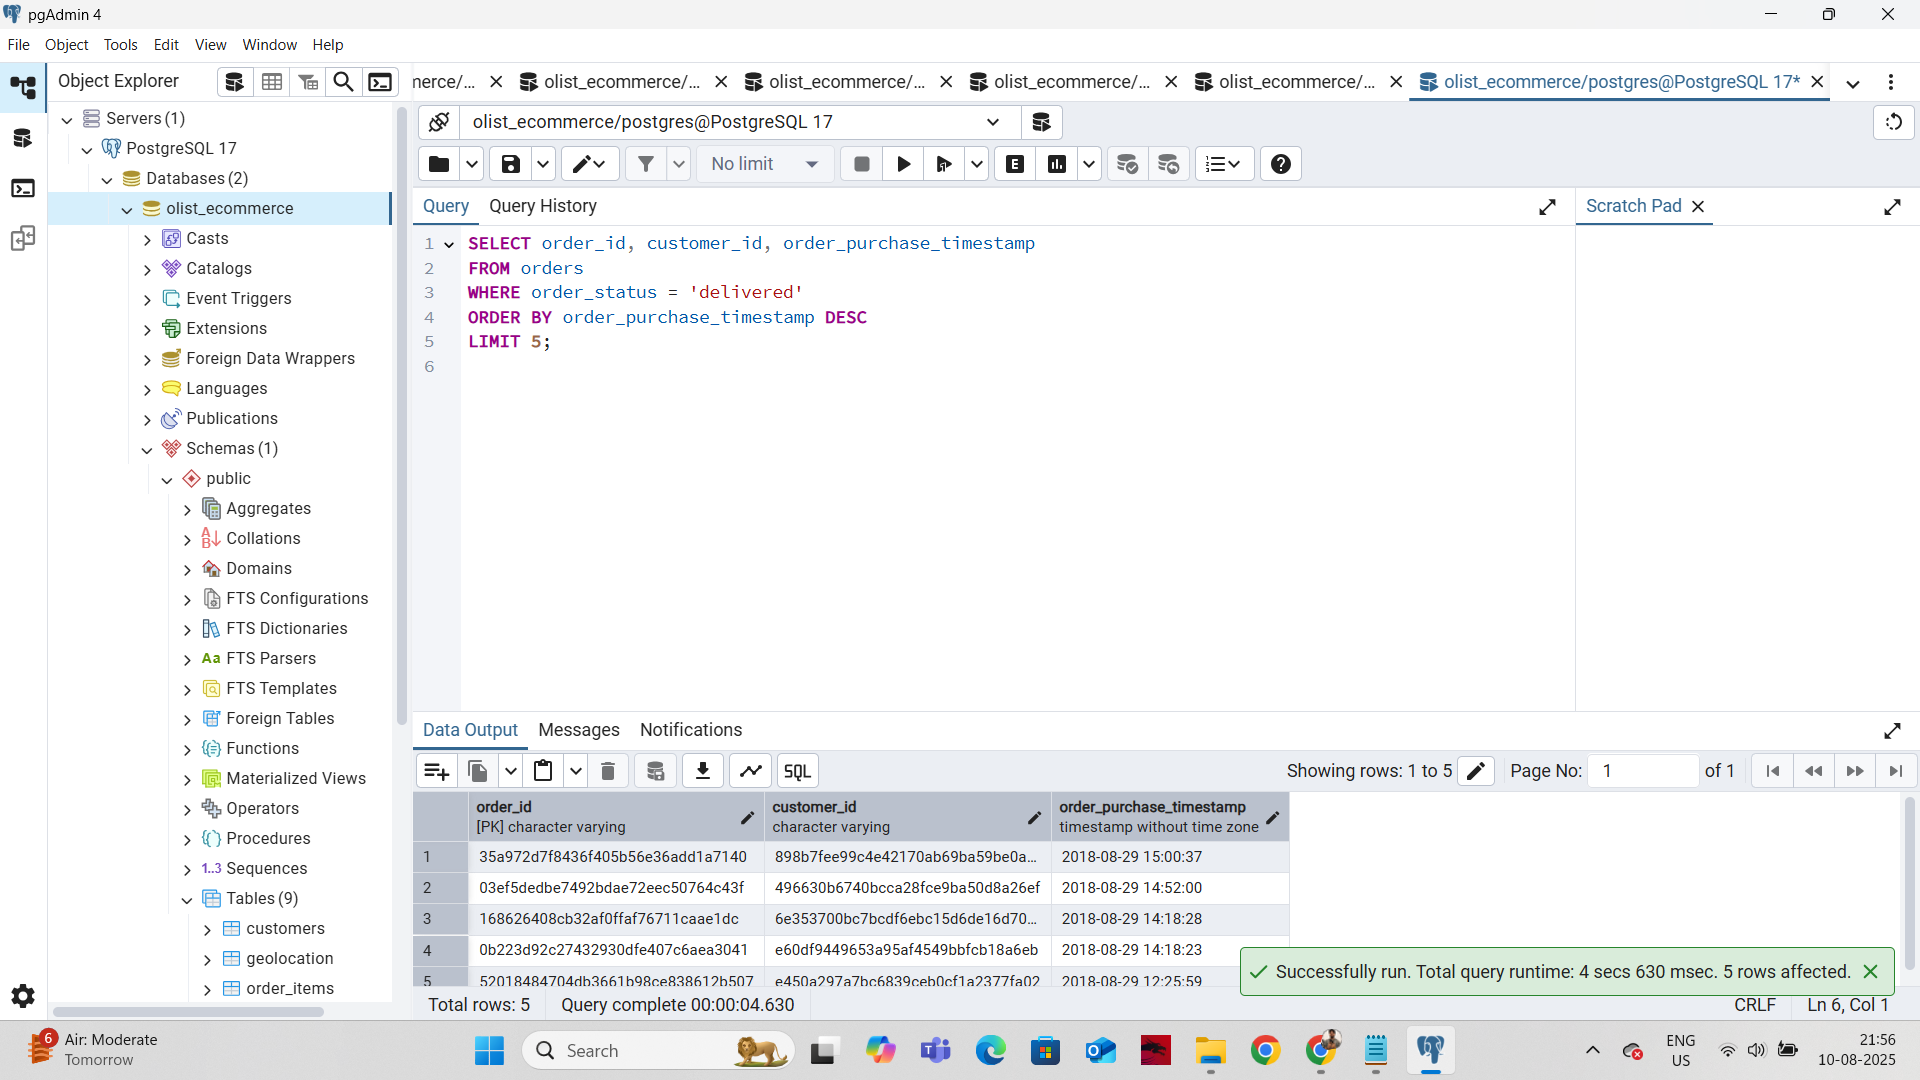 pgAdmin 4
File Object Tools Edit View Window Help
Object Explorer
merce/...
olist_ecommerce/...
olist_ecommerce/...
olist_ecommerce/...
olist_ecommerce/...
olist_ecommerce/postgres@PostgreSQL 17*
Servers (1)
PostgreSQL 17
Databases (2)
olist_ecommerce
Casts
Catalogs
Event Triggers
Extensions
Foreign Data Wrappers
Languages
Publications
Schemas (1)
public
Aggregates
Collations
Domains
FTS Configurations
FTS Dictionaries
Aa FTS Parsers
FTS Templates
Foreign Tables
Functions
Materialized Views
Operators
Procedures
1..3 Sequences
Tables (9)
customers
geolocation
order_items
olist_ecommerce/postgres@PostgreSQL 17
No limit
E
Query Query History
Scratch Pad
1 SELECT order_id, customer_id, order_purchase_timestamp
2 FROM orders
3 WHERE order_status = 'delivered'
4 ORDER BY order_purchase_timestamp DESC
5 LIMIT 5;
6
Data Output Messages Notifications
SQL
Showing rows: 1 to 5
Page No: 1 of 1
order_id customer_id order_purchase_timestamp
[PK] character varying character varying timestamp without time zone
1 35a972d7f8436f405b56e36add1a7140 898b7fee99c4e42170ab69ba59be0a... 2018-08-29 15:00:37
2 03ef5dedbe7492bdae72eec50764c43f 496630b6740bcca28fce9ba50d8a26ef 2018-08-29 14:52:00
3 168626408cb32af0ffaf76711caae1dc 6e353700bc7bcdf6ebc15d6de16d70... 2018-08-29 14:18:28
4 0b223d92c27432930dfe407c6aea3041 e60df9449653a95af4549bbfcb18a6eb 2018-08-29 14:18:23
5 52018484704db3661b98ce838612b507 e450a297a7bc6839ceb0cf1a2377fa02 2018-08-29 12:25:59
Successfully run. Total query runtime: 4 secs 630 msec. 5 rows affected.
Total rows: 5 Query complete 00:00:04.630
CRLF Ln 6, Col 1
6
Air: Moderate
Tomorrow
Search
ENG
US
21:56
10-08-2025